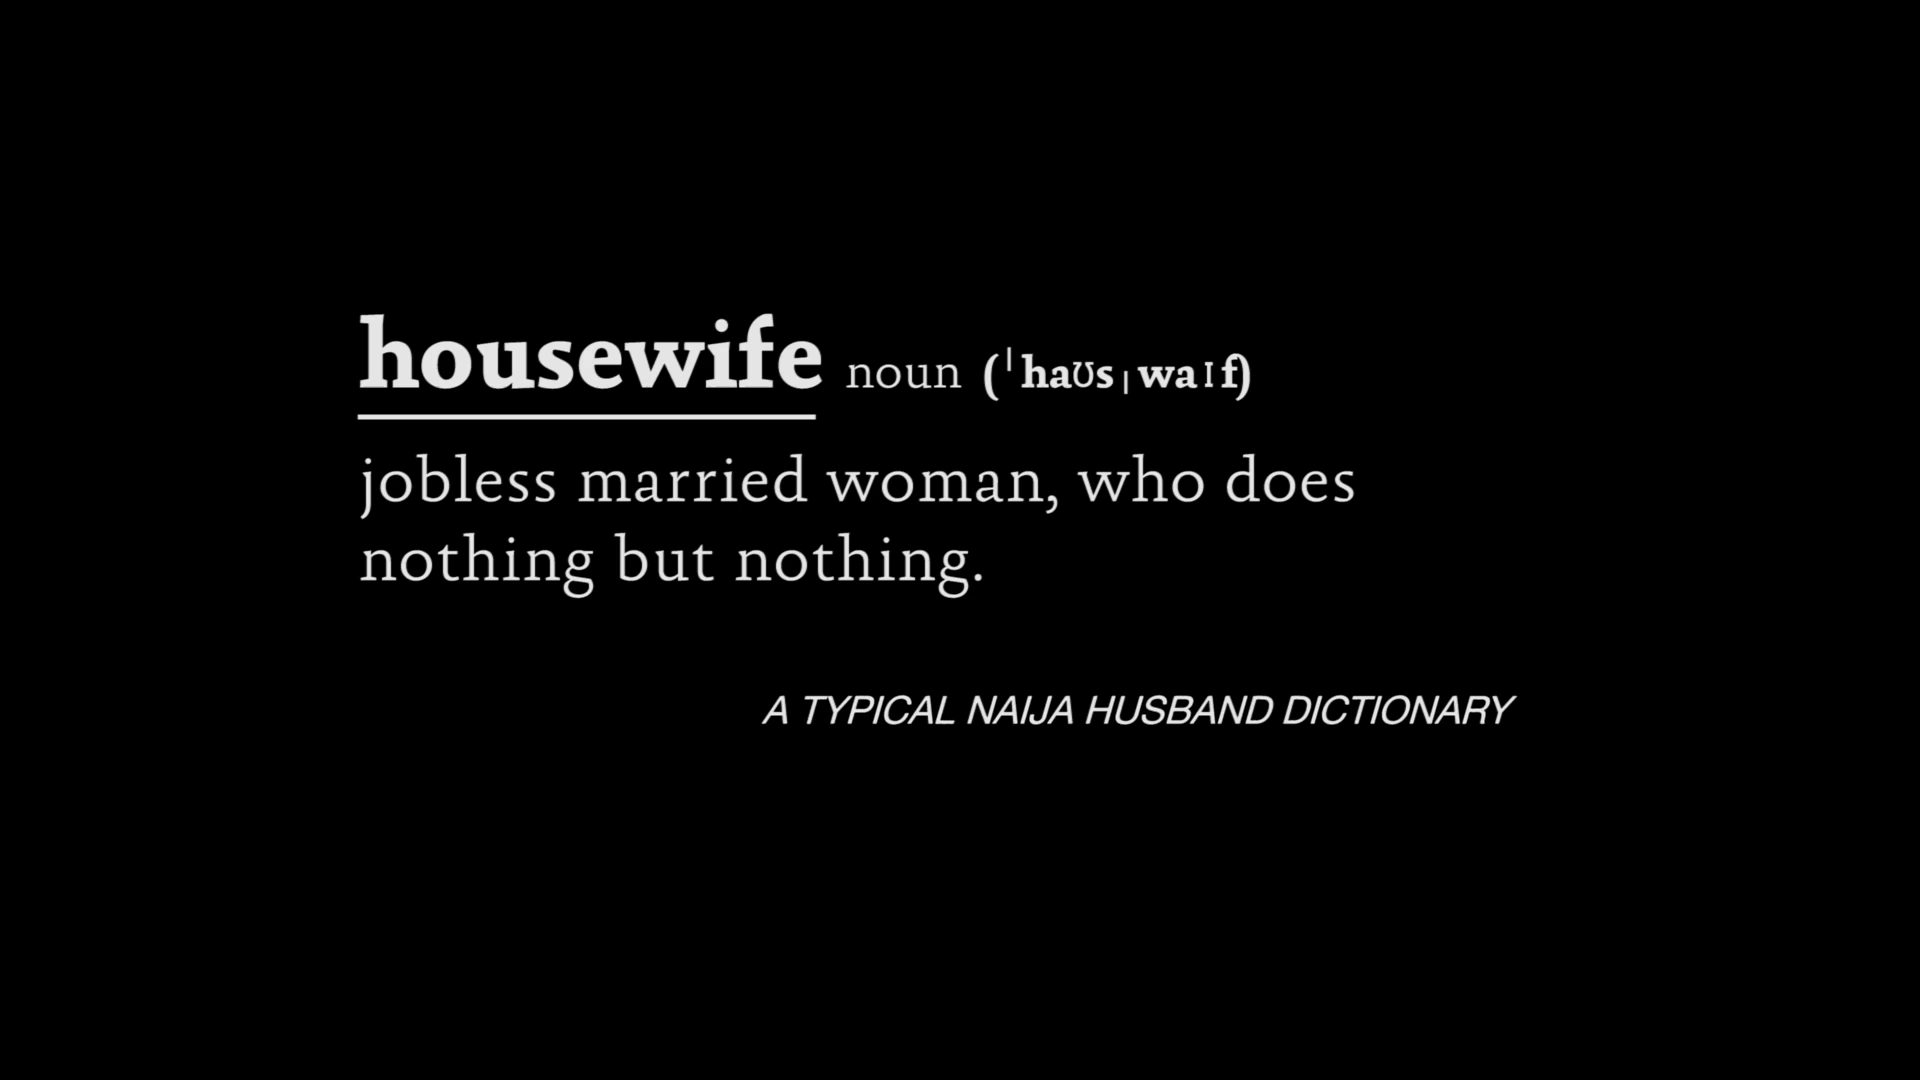 housewife noun (ˈhaʊsˌwaɪf)
jobless married woman, who does
nothing but nothing.
A TYPICAL NAIJA HUSBAND DICTIONARY